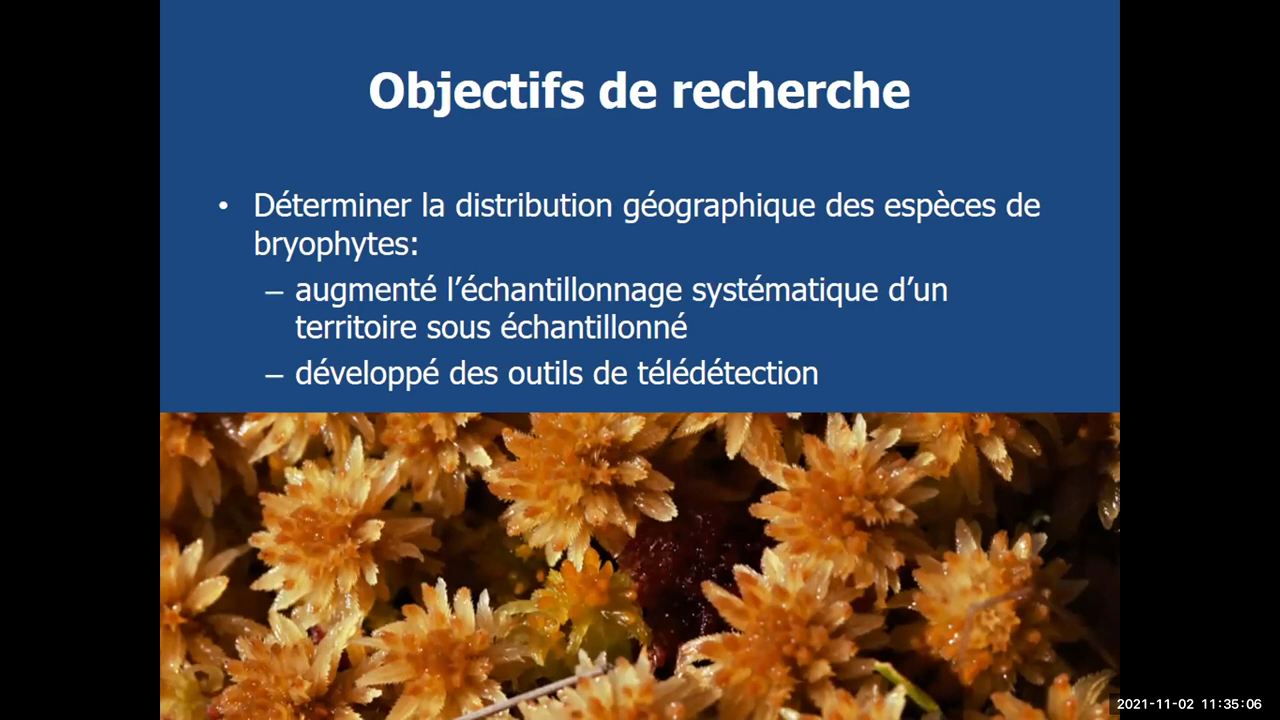 Objectifs de recherche
• Déterminer la distribution géographique des espèces de
bryophytes:
– augmenté l’échantillonnage systématique d’un
territoire sous échantillonné
– développé des outils de télédétection
2021-11-02 11:35:06